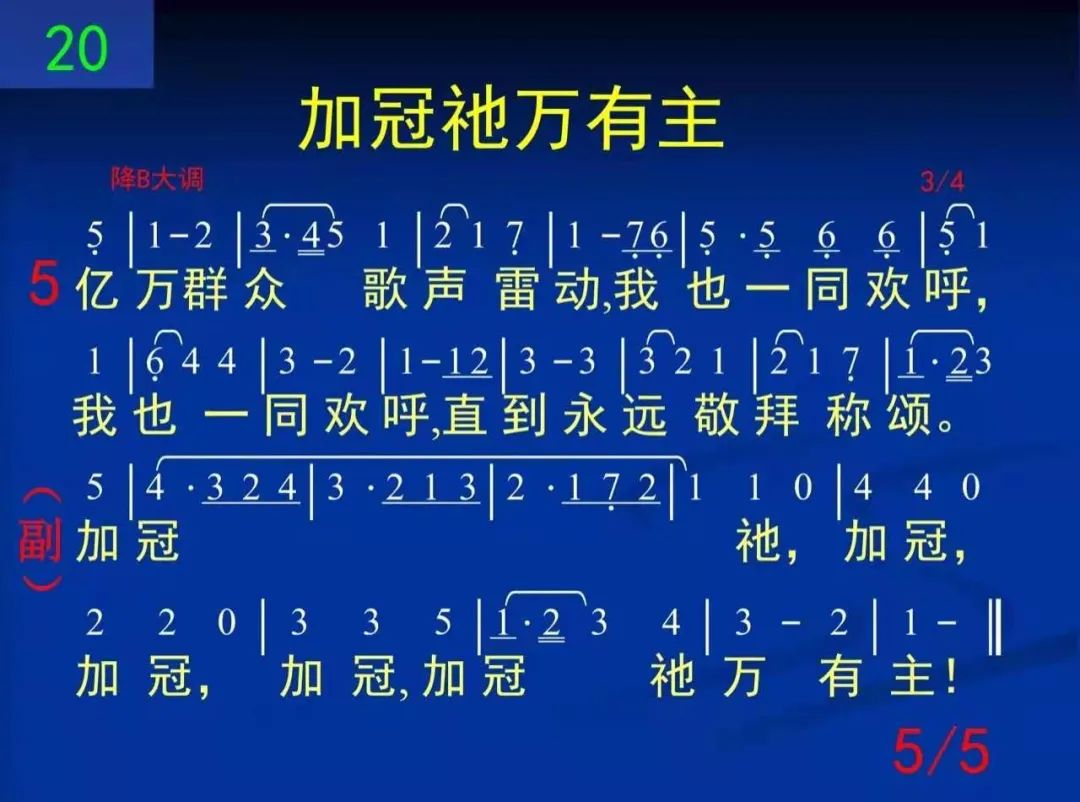 20
加冠祂万有主
降B大调 3/4
5 | 1 - 2 | 3 · 4 5 1 | 2 1 7 | 1 - 7 6 | 5 · 5 6 6 | 5 1
5 亿万群众 歌声雷动,我也一同欢呼,
1 | 6 4 4 | 3 - 2 | 1 - 1 2 | 3 - 3 | 3 2 1 | 2 1 7 | 1 · 2 3
我也一同欢呼,直到永远敬拜称颂。
5 | 4 · 3 2 4 | 3 · 2 1 3 | 2 · 1 7 2 | 1 1 0 | 4 4 0
(副) 加冠 祂, 加冠,
2 2 0 | 3 3 5 | 1 · 2 3 4 | 3 - 2 | 1 - ‖
加冠, 加冠,加冠 祂万有主!
5/5